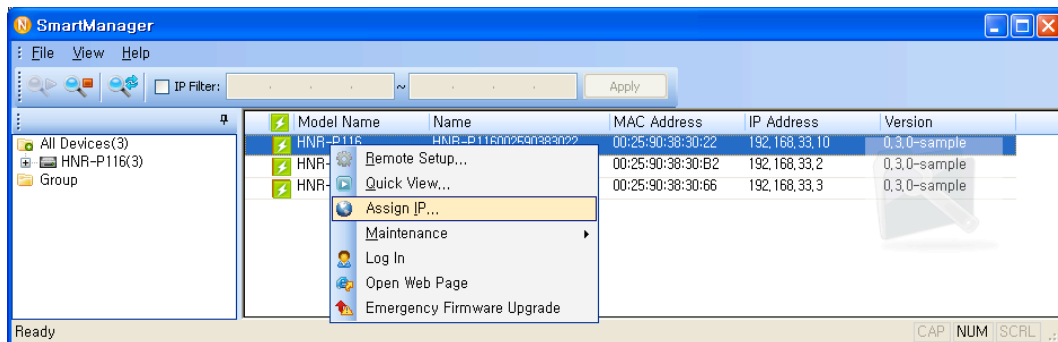 SmartManager
File View Help
IP Filter: . . . ~ . . . Apply
Model Name Name MAC Address IP Address Version
All Devices(3)
HNR-P116(3)
Group
HNR-P116 HNR-P116002590383022 00:25:90:38:30:22 192,168,33,10 0,3,0-sample
HNR- 00:25:90:38:30:B2 192,168,33,2 0,3,0-sample
HNR- 00:25:90:38:30:66 192,168,33,3 0,3,0-sample
Remote Setup...
Quick View...
Assign IP...
Maintenance
Log In
Open Web Page
Emergency Firmware Upgrade
Ready CAP NUM SCRL